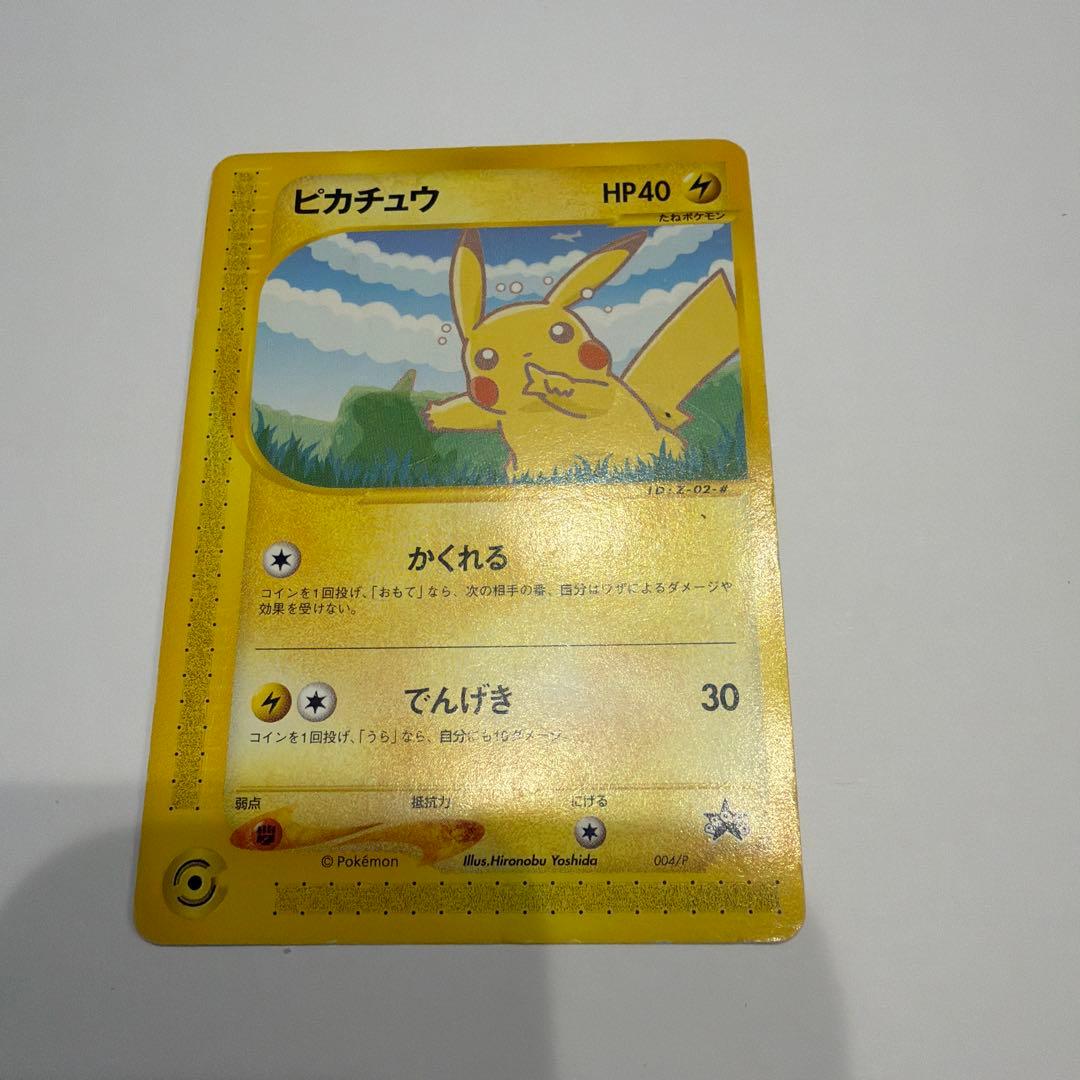 ピカチュウ HP40
たねポケモン
ID:Z-02-#
かくれる
コインを1回投げ、「おもて」なら、次の相手の番、自分はワザによるダメージや
効果を受けない。
でんげき 30
コインを1回投げ、「うら」なら、自分にも10ダメージ。
弱点 抵抗力 にげる
© Pokémon Illus.Hironobu Yoshida 004/P